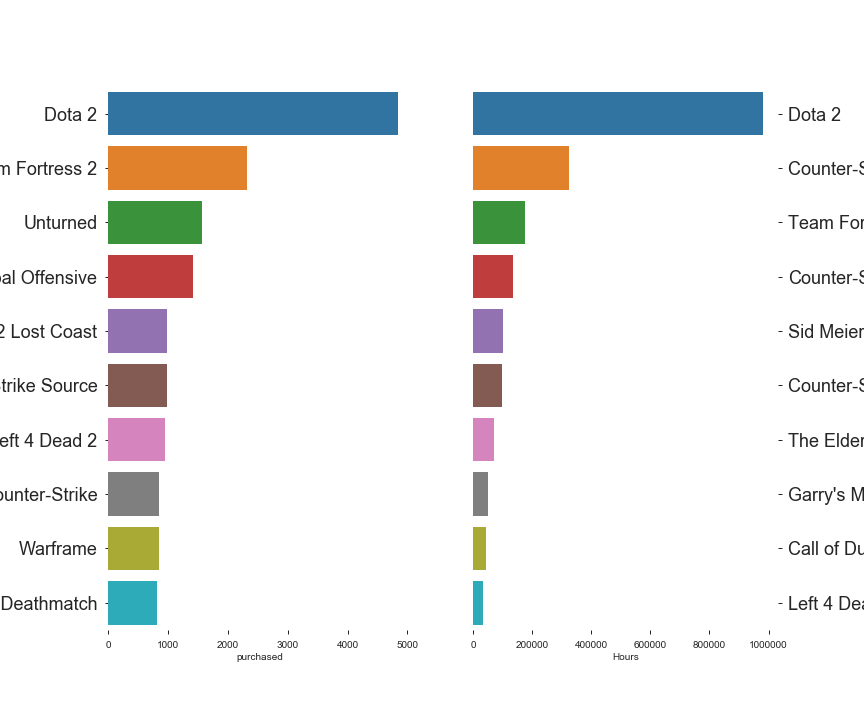 Dota 2
m Fortress 2
Unturned
bal Offensive
2 Lost Coast
Strike Source
eft 4 Dead 2
ounter-Strike
Warframe
Deathmatch
0 1000 2000 3000 4000 5000
purchased
Dota 2
Counter-S
Team For
Counter-S
Sid Meier
Counter-S
The Elder
Garry's M
Call of Du
Left 4 Dea
0 200000 400000 600000 800000 1000000
Hours